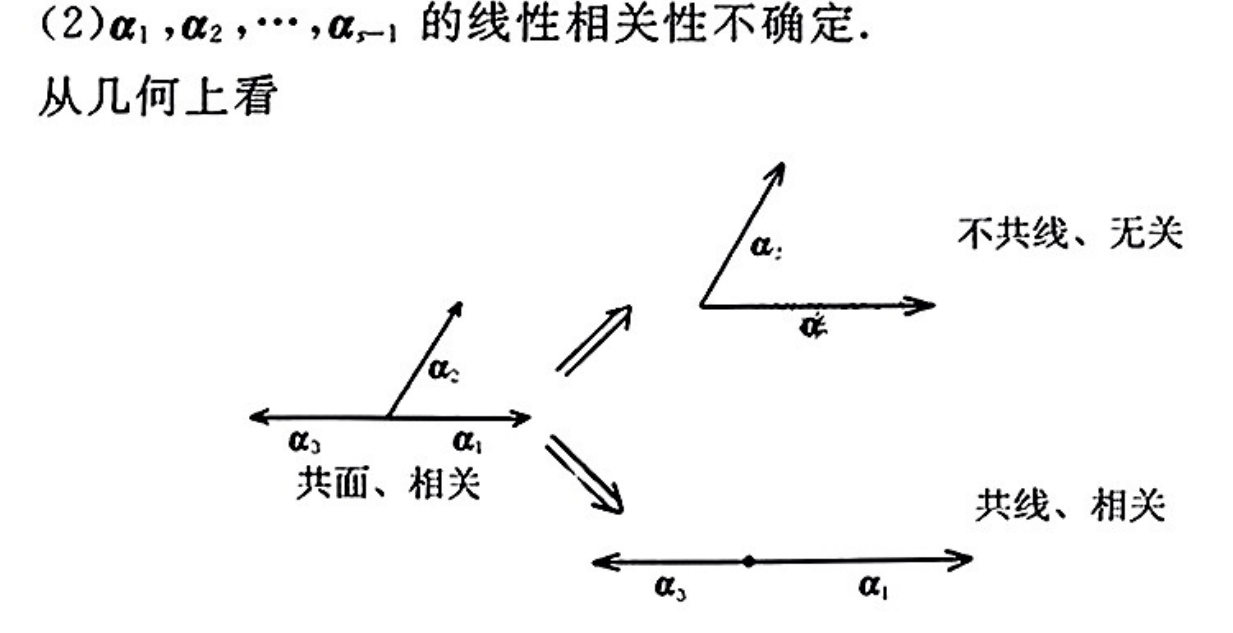 (2)α₁,α₂,⋯,αₛ₋₁ 的线性相关性不确定.
从几何上看
不共线、无关
α₂
α₃ α₁
共面、相关
共线、相关
α₃ α₁